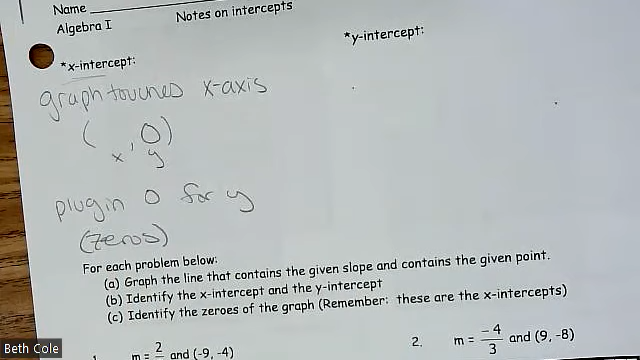 Name
Algebra I
Notes on intercepts
*x-intercept:
*y-intercept:
graph touches x-axis
( , 0)
x y
plug in 0 for y
(zeros)
For each problem below:
(a) Graph the line that contains the given slope and contains the given point.
(b) Identify the x-intercept and the y-intercept
(c) Identify the zeroes of the graph (Remember: these are the x-intercepts)
m = 2/ and (-9, -4)
2. m = -4/3 and (9, -8)
Beth Cole